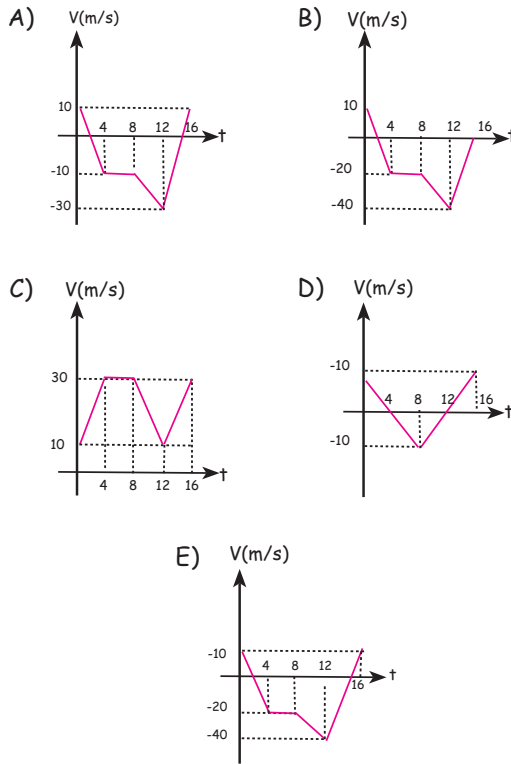 A)
V(m/s)
10
4 8 12 16 t
-10
-30
B)
V(m/s)
10
4 8 12 16 t
-20
-40
C)
V(m/s)
30
10
4 8 12 16 t
D)
V(m/s)
-10
4 8 12 16 t
-10
E)
V(m/s)
-10
4 8 12 16 t
-20
-40